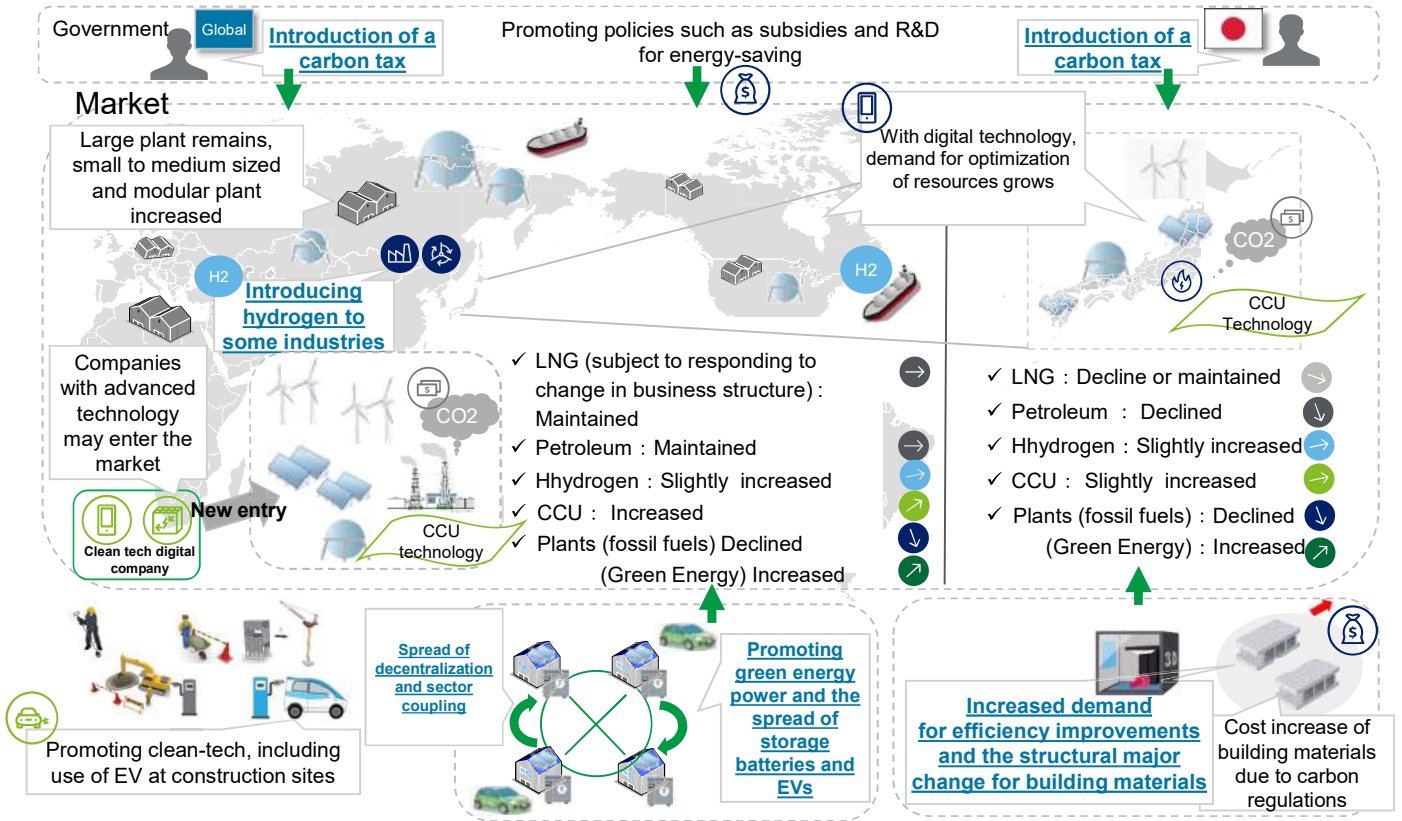 Government
Global
Introduction of a
carbon tax
Promoting policies such as subsidies and R&D
for energy-saving
Introduction of a
carbon tax
Market
Large plant remains,
small to medium sized
and modular plant
increased
With digital technology,
demand for optimization
of resources grows
H2
Introducing
hydrogen to
some industries
H2
CO2
CCU
Technology
Companies
with advanced
technology
may enter the
market
New entry
Clean tech digital
company
CO2
CCU
technology
✓ LNG (subject to responding to
change in business structure) :
Maintained
✓ Petroleum : Maintained
✓ Hhydrogen : Slightly increased
✓ CCU : Increased
✓ Plants (fossil fuels) Declined
(Green Energy) Increased
✓ LNG : Decline or maintained
✓ Petroleum : Declined
✓ Hhydrogen : Slightly increased
✓ CCU : Slightly increased
✓ Plants (fossil fuels) : Declined
(Green Energy) : Increased
Promoting clean-tech, including
use of EV at construction sites
Spread of
decentralization
and sector
coupling
Promoting
green energy
power and the
spread of
storage
batteries and
EVs
3D
Increased demand
for efficiency improvements
and the structural major
change for building materials
Cost increase of
building materials
due to carbon
regulations